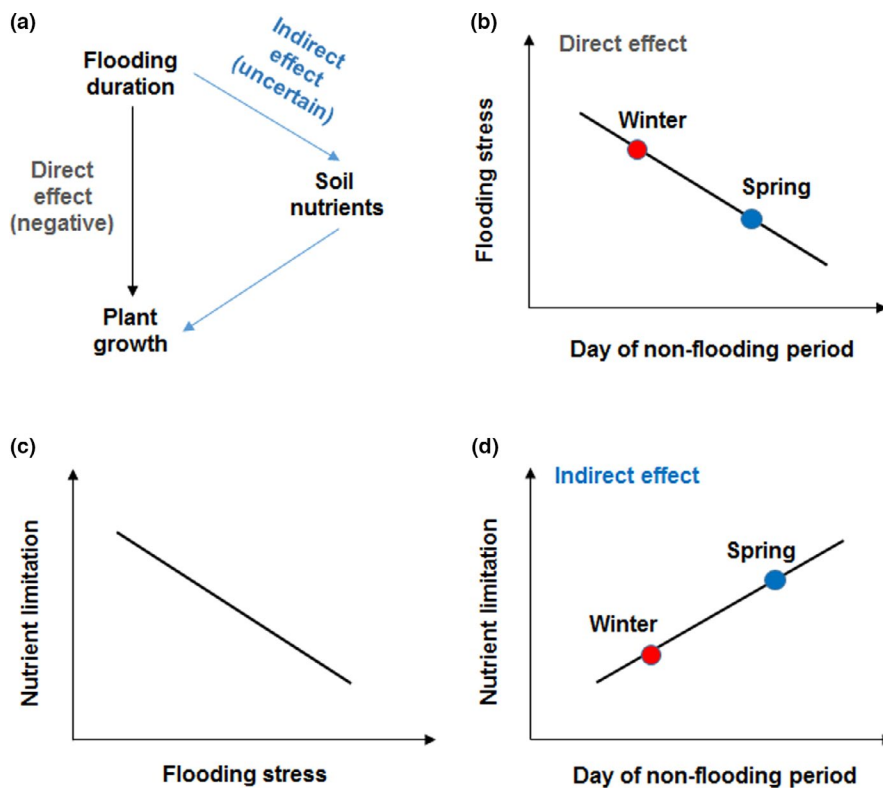 (a)
Flooding
duration
Indirect
effect
(uncertain)
Direct
effect
(negative)
Soil
nutrients
Plant
growth
(b)
Direct effect
Flooding stress
Winter
Spring
Day of non-flooding period
(c)
Nutrient limitation
Flooding stress
(d)
Indirect effect
Nutrient limitation
Spring
Winter
Day of non-flooding period